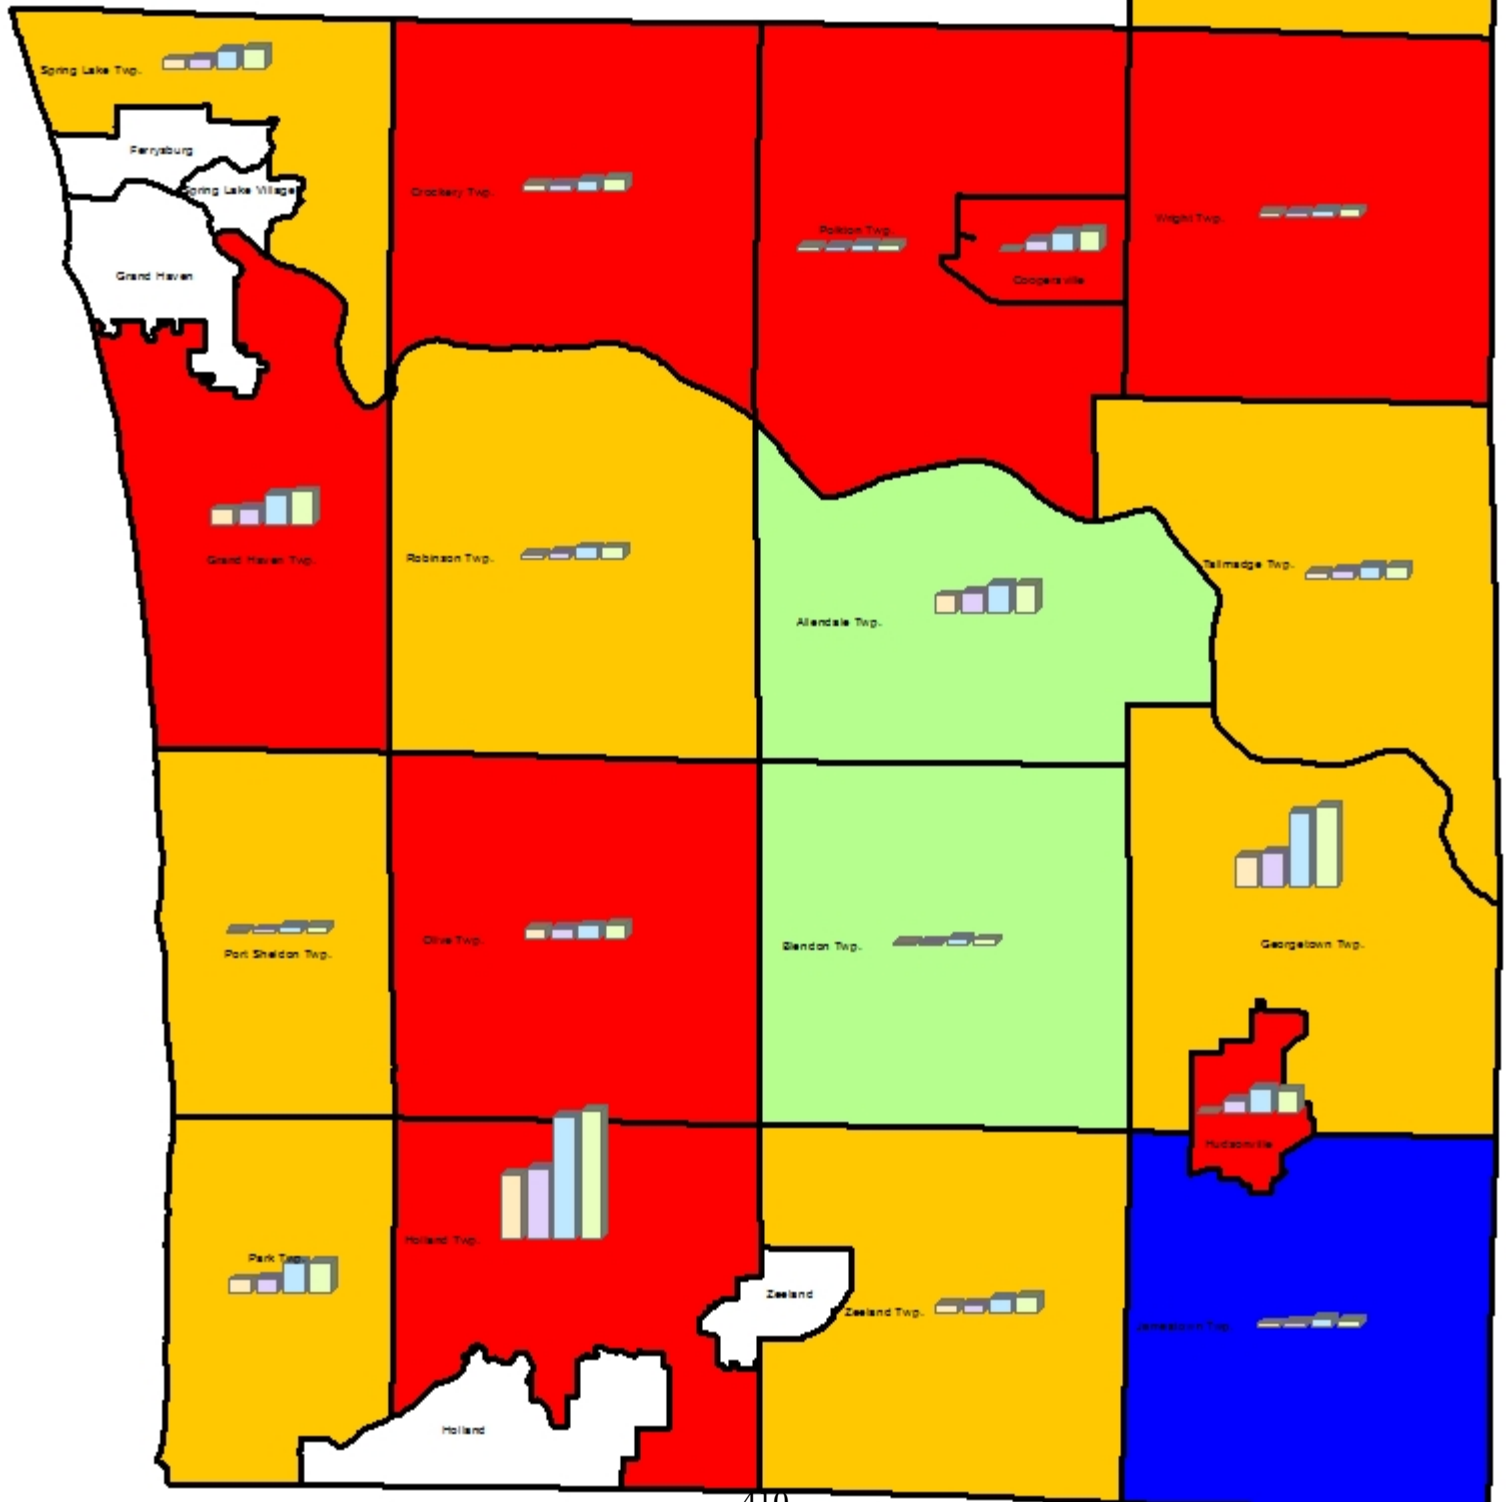 Spring Lake Twp.
Ferrysburg
Spring Lake Village
Crockery Twp.
Wright Twp.
Polkton Twp.
Grand Haven
Coopersville
Robinson Twp.
Grand Haven Twp.
Tallmadge Twp.
Allendale Twp.
Olive Twp.
Blendon Twp.
Georgetown Twp.
Port Sheldon Twp.
Hudsonville
Holland Twp.
Park Twp.
Zeeland
Zeeland Twp.
Jamestown Twp.
Holland
410